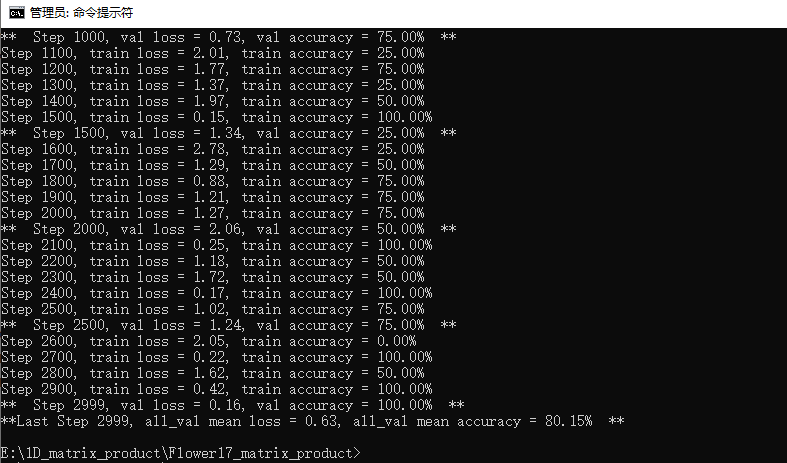 管理员: 命令提示符
**  Step 1000, val loss = 0.73, val accuracy = 75.00%  **
Step 1100, train loss = 2.01, train accuracy = 25.00%
Step 1200, train loss = 1.77, train accuracy = 75.00%
Step 1300, train loss = 1.37, train accuracy = 25.00%
Step 1400, train loss = 1.97, train accuracy = 50.00%
Step 1500, train loss = 0.15, train accuracy = 100.00%
**  Step 1500, val loss = 1.34, val accuracy = 25.00%  **
Step 1600, train loss = 2.78, train accuracy = 25.00%
Step 1700, train loss = 1.29, train accuracy = 50.00%
Step 1800, train loss = 0.88, train accuracy = 75.00%
Step 1900, train loss = 1.21, train accuracy = 75.00%
Step 2000, train loss = 1.27, train accuracy = 75.00%
**  Step 2000, val loss = 2.06, val accuracy = 50.00%  **
Step 2100, train loss = 0.25, train accuracy = 100.00%
Step 2200, train loss = 1.18, train accuracy = 50.00%
Step 2300, train loss = 1.72, train accuracy = 50.00%
Step 2400, train loss = 0.17, train accuracy = 100.00%
Step 2500, train loss = 1.02, train accuracy = 75.00%
**  Step 2500, val loss = 1.24, val accuracy = 75.00%  **
Step 2600, train loss = 2.05, train accuracy = 0.00%
Step 2700, train loss = 0.22, train accuracy = 100.00%
Step 2800, train loss = 1.62, train accuracy = 50.00%
Step 2900, train loss = 0.42, train accuracy = 100.00%
**  Step 2999, val loss = 0.16, val accuracy = 100.00%  **
**Last Step 2999, all_val mean loss = 0.63, all_val mean accuracy = 80.15%  **
E:\1D_matrix_product\Flower17_matrix_product>